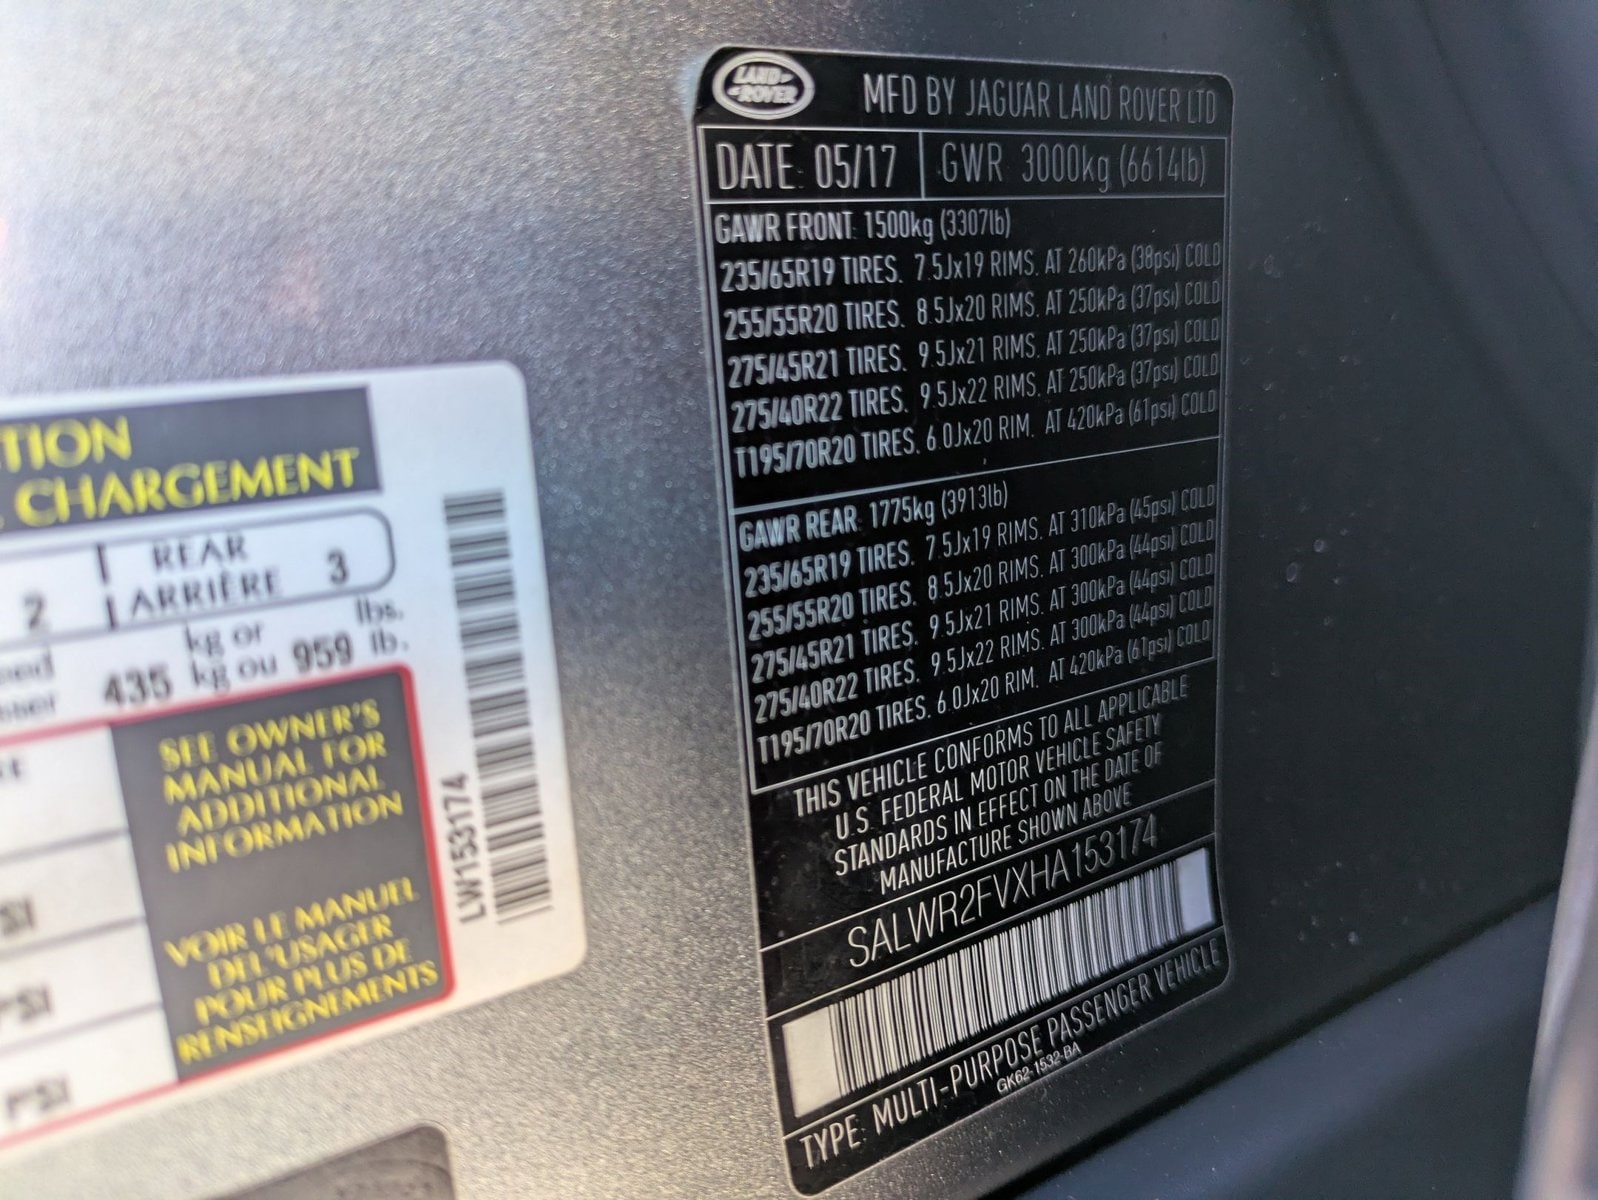 TION
CHARGEMENT
2
REAR
ARRIÈRE 3
kg or lbs.
435 kg ou 959 lb.
SEE OWNER'S
MANUAL FOR
ADDITIONAL
INFORMATION
VOIR LE MANUEL
DE L'USAGER
POUR PLUS DE
RENSEIGNEMENTS
PSI
PSI
LW153174
LAND-
-ROVER
MFD BY JAGUAR LAND ROVER LTD
DATE: 05/17 GWR 3000kg (6614lb)
GAWR FRONT: 1500kg (3307lb)
235/65R19 TIRES. 7.5Jx19 RIMS. AT 260kPa (38psi) COLD
255/55R20 TIRES. 8.5Jx20 RIMS. AT 250kPa (37psi) COLD
275/45R21 TIRES. 9.5Jx21 RIMS. AT 250kPa (37psi) COLD
275/40R22 TIRES. 9.5Jx22 RIMS. AT 250kPa (37psi) COLD
T195/70R20 TIRES. 6.0Jx20 RIM. AT 420kPa (61psi) COLD
GAWR REAR: 1775kg (3913lb)
235/65R19 TIRES. 7.5Jx19 RIMS. AT 310kPa (45psi) COLD
255/55R20 TIRES. 8.5Jx20 RIMS. AT 300kPa (44psi) COLD
275/45R21 TIRES. 9.5Jx21 RIMS. AT 300kPa (44psi) COLD
275/40R22 TIRES. 9.5Jx22 RIMS. AT 300kPa (44psi) COLD
T195/70R20 TIRES. 6.0Jx20 RIM. AT 420kPa (61psi) COLD
THIS VEHICLE CONFORMS TO ALL APPLICABLE
U.S. FEDERAL MOTOR VEHICLE SAFETY
STANDARDS IN EFFECT ON THE DATE OF
MANUFACTURE SHOWN ABOVE
SALWR2FVXHA153174
TYPE: MULTI-PURPOSE PASSENGER VEHICLE
GK62-1532-BA